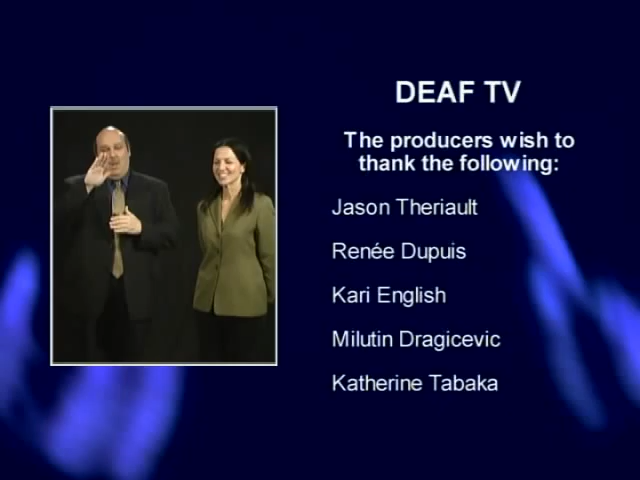 DEAF TV
The producers wish to
thank the following:
Jason Theriault
Renée Dupuis
Kari English
Milutin Dragicevic
Katherine Tabaka